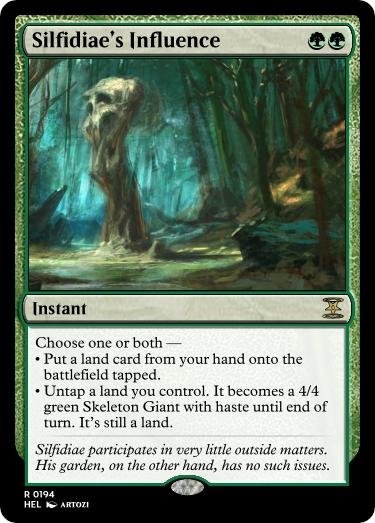 Silfidiae's Influence
Instant
Choose one or both —
• Put a land card from your hand onto the
battlefield tapped.
• Untap a land you control. It becomes a 4/4
green Skeleton Giant with haste until end of
turn. It's still a land.
Silfidiae participates in very little outside matters.
His garden, on the other hand, has no such issues.
R 0194
HEL ARTOZI